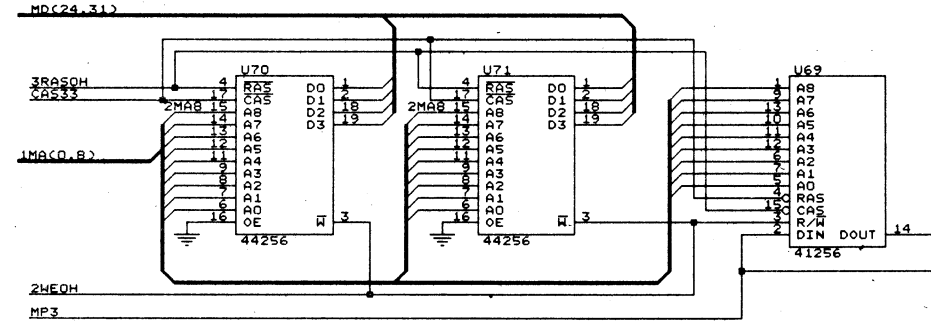 MD(24,31)
3RAS0H
CAS33
1MA(0,8)
2WE0H
MP3
U70
4 RAS D0 1
17 CAS D1 2
2MA8 15 A8 D2 18
14 A7 D3 19
13 A6
12 A5
11 A4
9 A3
8 A2
7 A1
6 A0
16 OE W 3
44256
U71
4 RAS D0 1
17 CAS D1 2
2MA8 15 A8 D2 18
14 A7 D3 19
13 A6
12 A5
11 A4
9 A3
8 A2
7 A1
6 A0
16 OE W 3
44256
U69
1 A8
9 A7
13 A6
10 A5
11 A4
12 A3
6 A2
7 A1
5 A0
4 RAS
15 CAS
3 R/W
2 DIN DOUT 14
41256